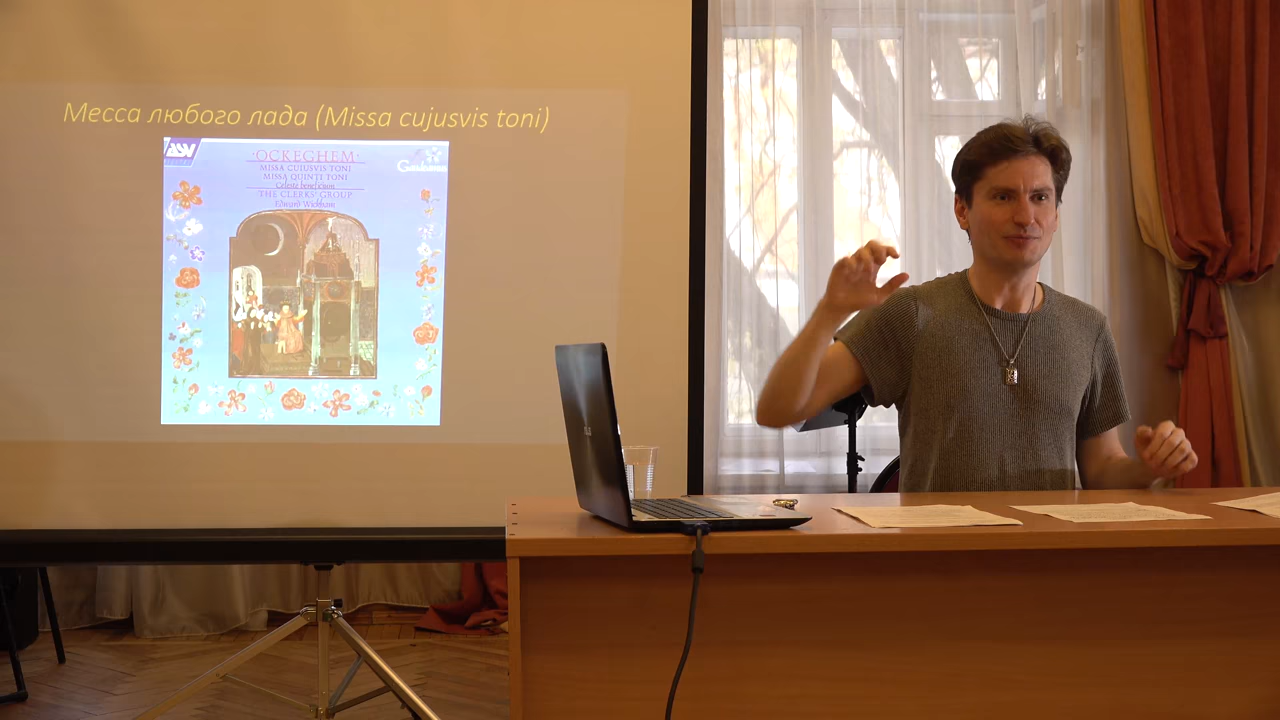 Месса любого лада (Missa cujusvis toni)
ASV
OCKEGHEM
MISSA CUIUSVIS TONI
MISSA QUINTI TONI
Celeste beneficium
THE CLERKS' GROUP
Edward Wickham